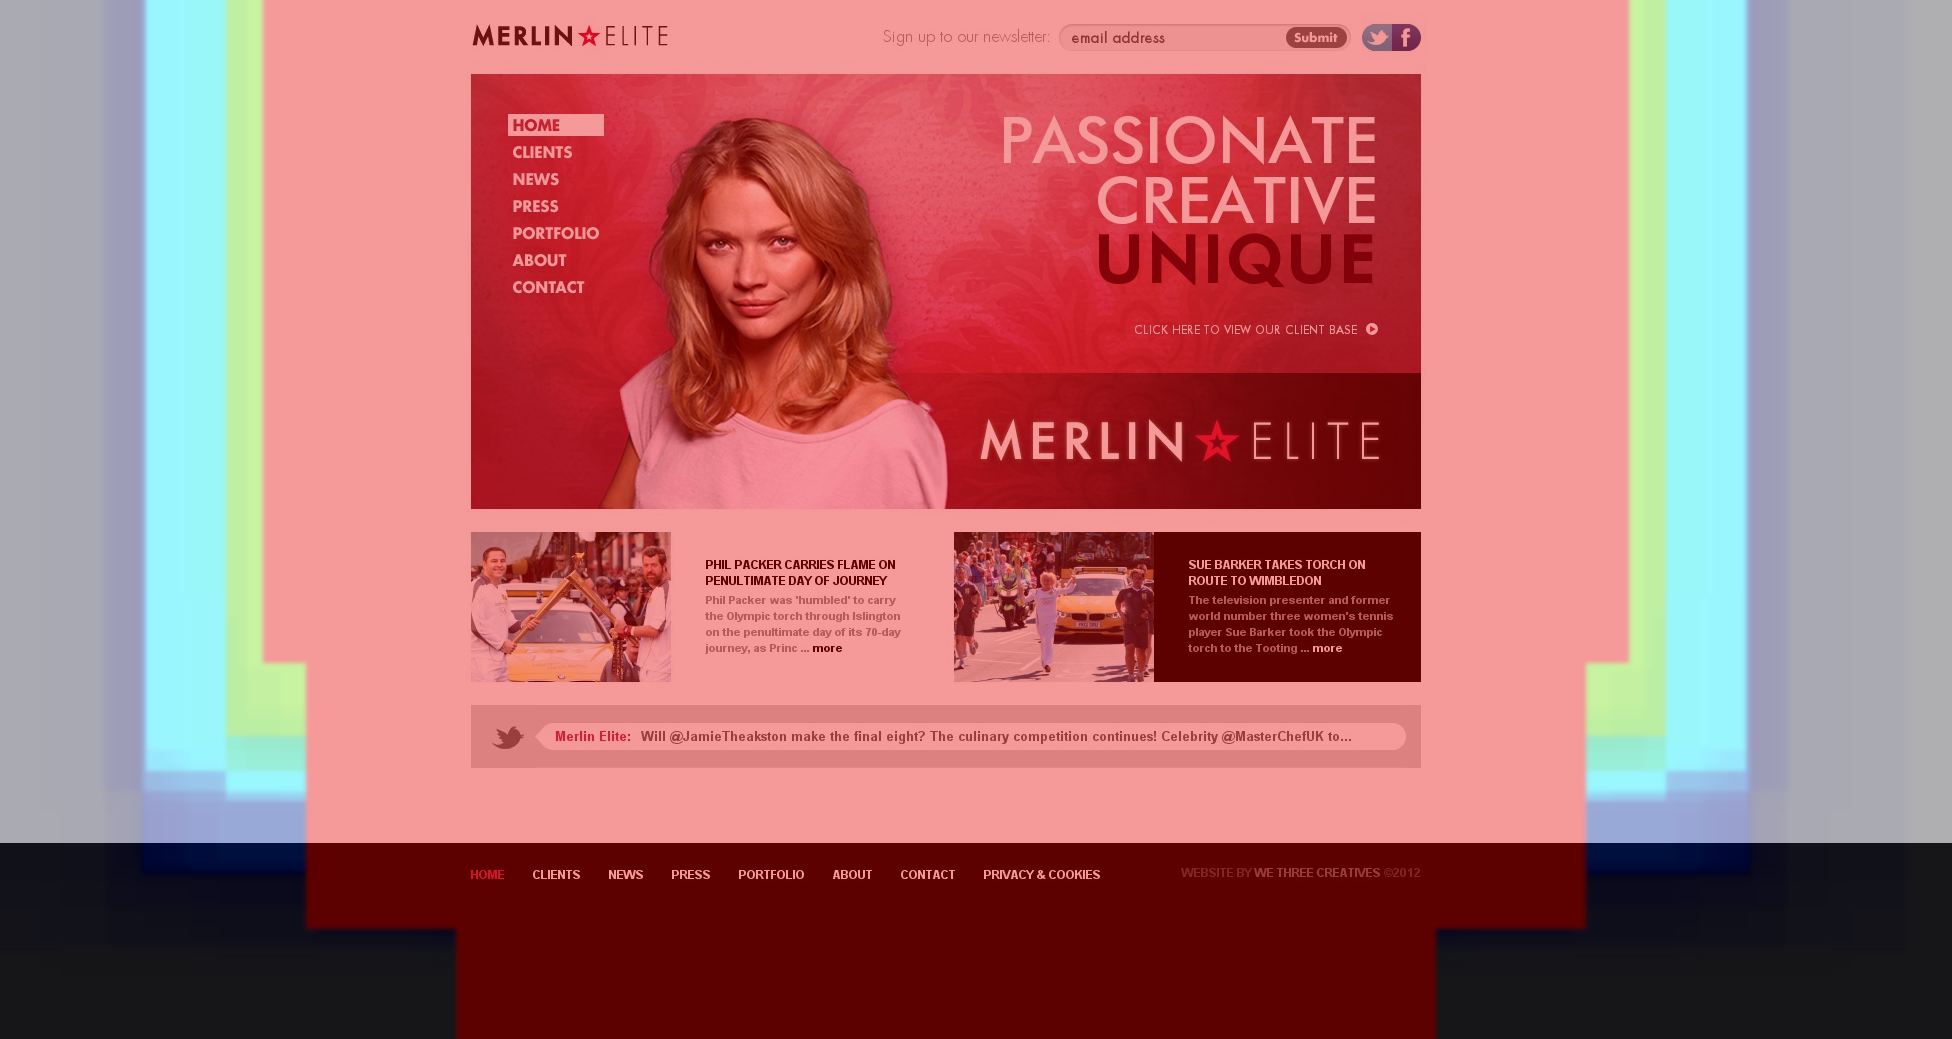 MERLIN ELITE
Sign up to our newsletter:
email address
Submit
HOME
CLIENTS
NEWS
PRESS
PORTFOLIO
ABOUT
CONTACT
PASSIONATE
CREATIVE
UNIQUE
CLICK HERE TO VIEW OUR CLIENT BASE
MERLIN ELITE
PHIL PACKER CARRIES FLAME ON
PENULTIMATE DAY OF JOURNEY
Phil Packer was 'humbled' to carry
the Olympic torch through Islington
on the penultimate day of its 70-day
journey, as Princ ... more
SUE BARKER TAKES TORCH ON
ROUTE TO WIMBLEDON
The television presenter and former
world number three women's tennis
player Sue Barker took the Olympic
torch to the Tooting ... more
Merlin Elite: Will @JamieTheakston make the final eight? The culinary competition continues! Celebrity @MasterChefUK to...
HOME CLIENTS NEWS PRESS PORTFOLIO ABOUT CONTACT PRIVACY & COOKIES
WEBSITE BY WE THREE CREATIVES ©2012